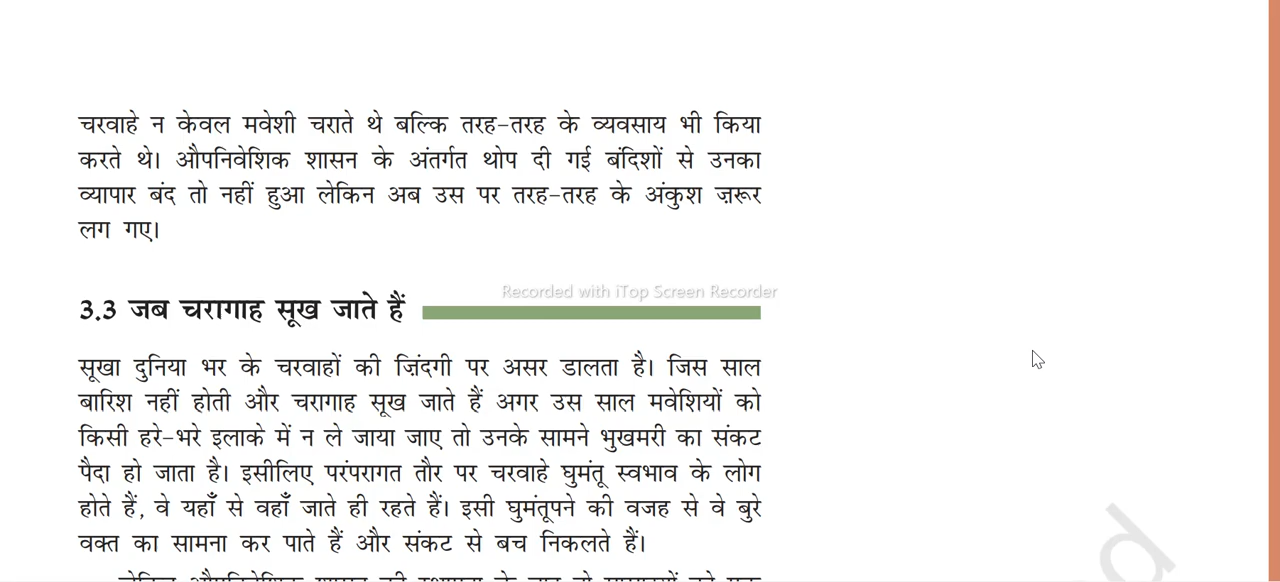 चरवाहे न केवल मवेशी चराते थे बल्कि तरह-तरह के व्यवसाय भी किया
करते थे। औपनिवेशिक शासन के अंतर्गत थोप दी गई बंदिशों से उनका
व्यापार बंद तो नहीं हुआ लेकिन अब उस पर तरह-तरह के अंकुश ज़रूर
लग गए।
Recorded with iTop Screen Recorder
3.3 जब चरागाह सूख जाते हैं
सूखा दुनिया भर के चरवाहों की ज़िंदगी पर असर डालता है। जिस साल
बारिश नहीं होती और चरागाह सूख जाते हैं अगर उस साल मवेशियों को
किसी हरे-भरे इलाके में न ले जाया जाए तो उनके सामने भुखमरी का संकट
पैदा हो जाता है। इसीलिए परंपरागत तौर पर चरवाहे घुमंतू स्वभाव के लोग
होते हैं, वे यहाँ से वहाँ जाते ही रहते हैं। इसी घुमंतूपने की वजह से वे बुरे
वक्त का सामना कर पाते हैं और संकट से बच निकलते हैं।